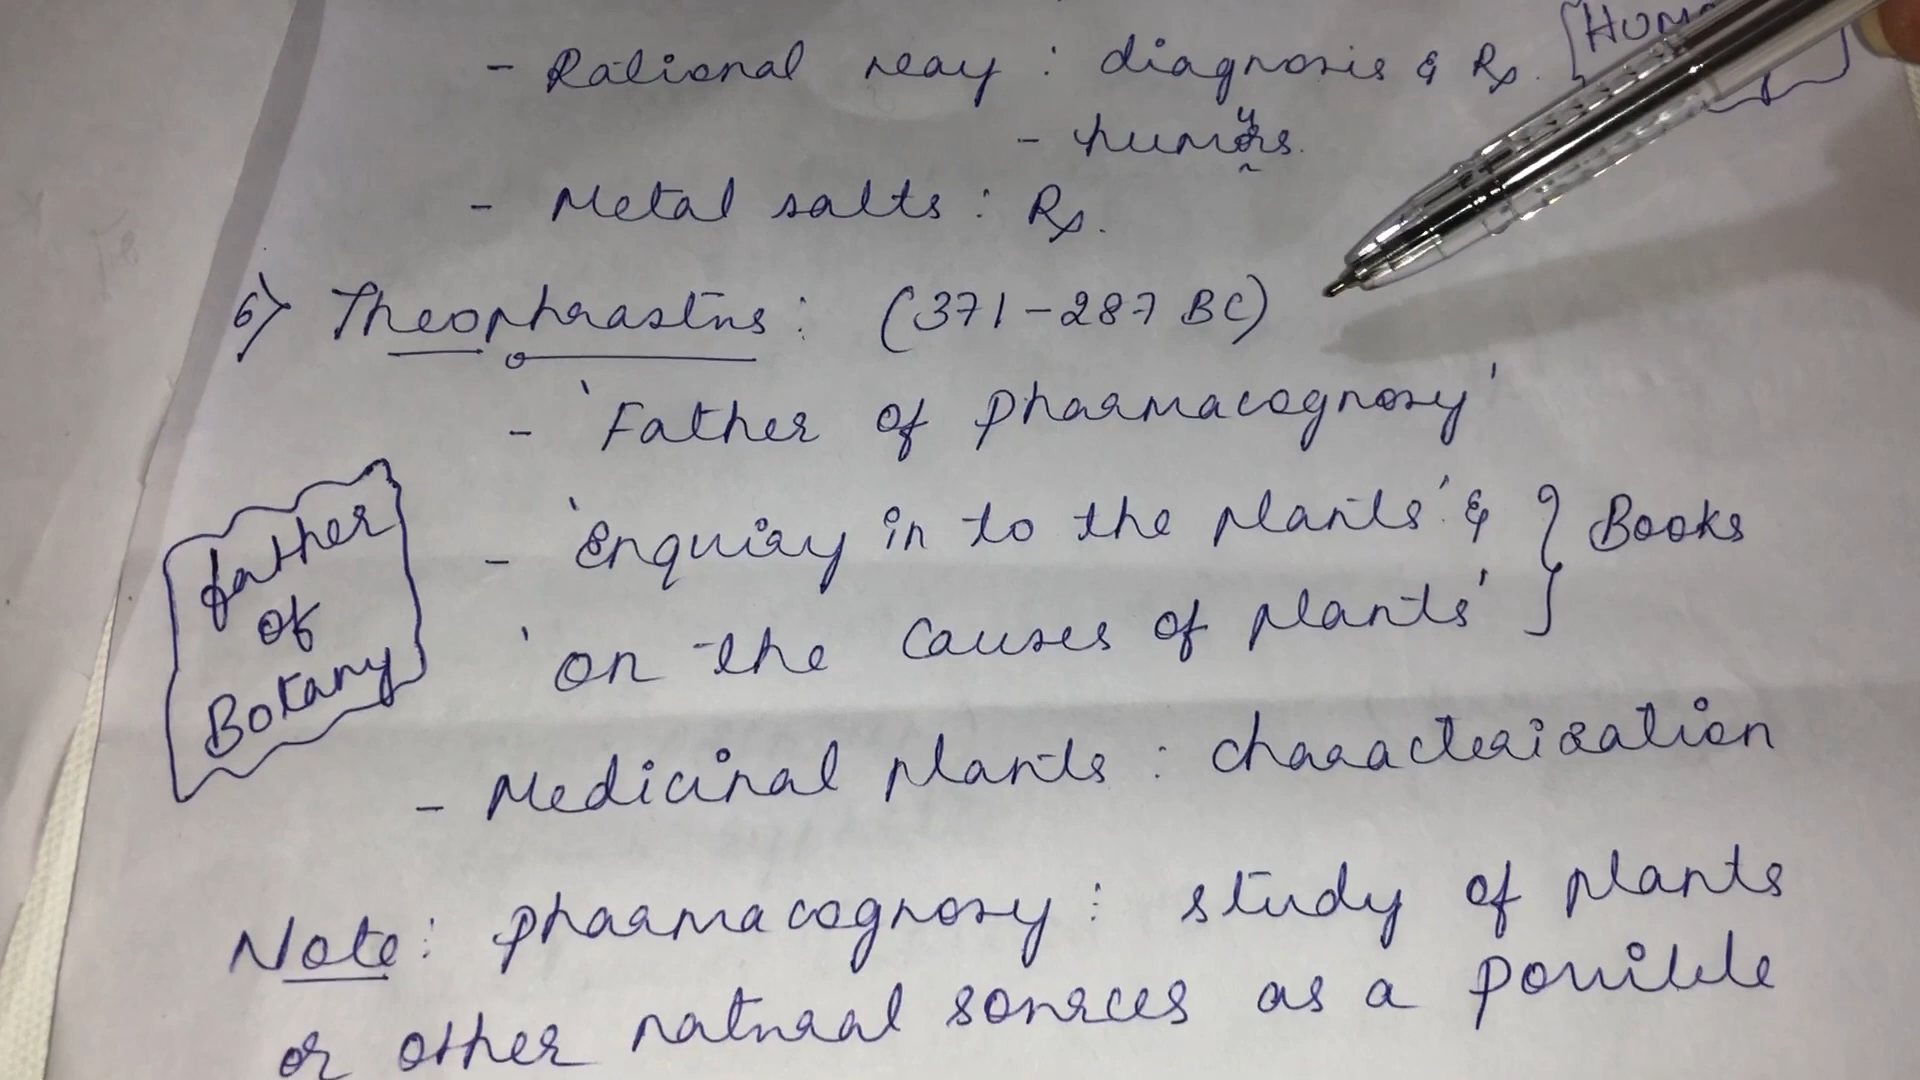 - Rational way : diagnosis & Rx.
- humors.
- Metal salts : Rx.
6) Theophrastus : (371-287 BC)
- 'Father of pharmacognosy'
- 'Enquiry in to the plants' & } Books
'on the causes of plants'
father
of
Botany
- Medicinal plants : characterization
Note : pharmacognosy : study of plants
or other natural sources as a possible